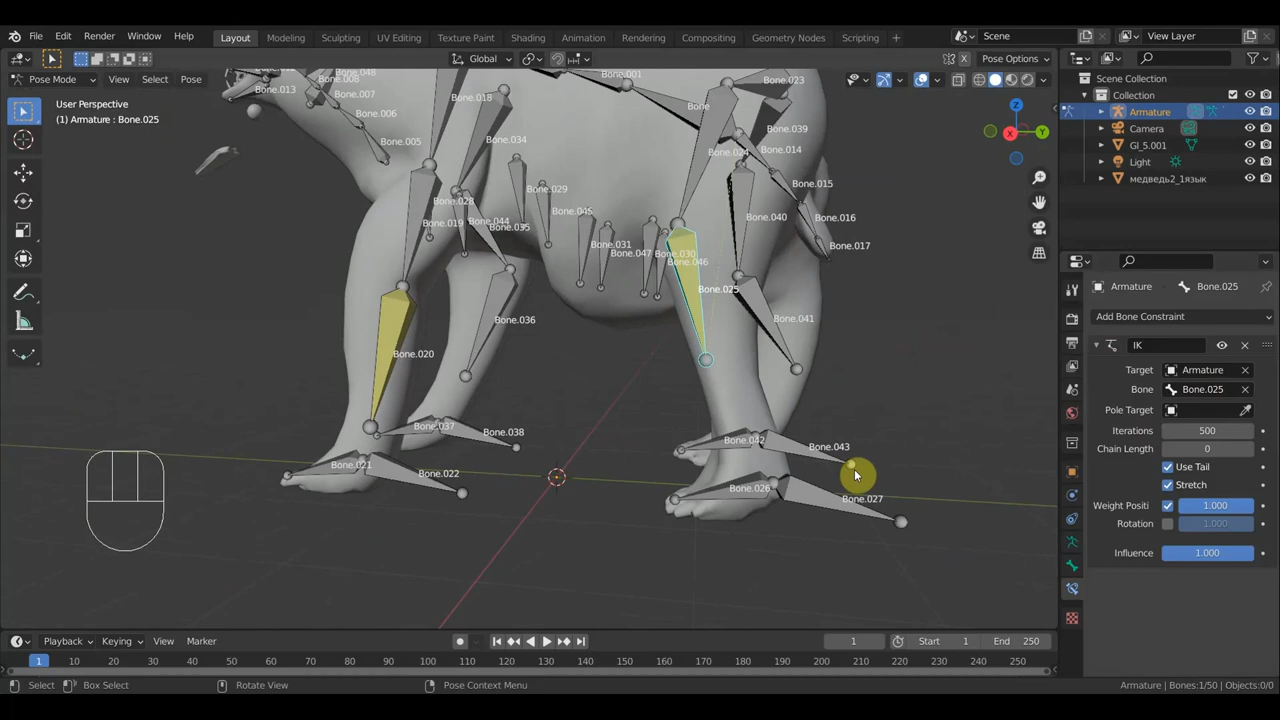 File Edit Render Window Help
Layout Modeling Sculpting UV Editing Texture Paint Shading Animation Rendering Compositing Geometry Nodes Scripting +
Scene View Layer
Global Pose Options
Pose Mode View Select Pose
User Perspective
(1) Armature : Bone.025
Bone.048
Bone.008
Bone.013
Bone.007
Bone.006
Bone.005
Bone.018
Bone.034
Bone.001
Bone.023
Bone
Bone.039
Bone.024
Bone.014
Bone.015
Bone.016
Bone.017
Bone.040
Bone.028
Bone.029
Bone.019
Bone.044
Bone.035
Bone.045
Bone.031
Bone.047
Bone.030
Bone.046
Bone.025
Bone.036
Bone.041
Bone.020
Bone.037
Bone.038
Bone.042
Bone.043
Bone.021
Bone.022
Bone.026
Bone.027
Z
Y
X
Scene Collection
Collection
Armature
Camera
Gl_5.001
Light
медведь2_1язык
Armature Bone.025
Add Bone Constraint
IK
Target Armature
Bone Bone.025
Pole Target
Iterations 500
Chain Length 0
Use Tail
Stretch
Weight Positi 1.000
Rotation 1.000
Influence 1.000
Playback Keying View Marker
1 Start 1 End 250
1 10 20 30 40 50 60 70 80 90 100 110 120 130 140 150 160 170 180 190 200 210 220 230 240 250
Select Box Select Rotate View Pose Context Menu
Armature | Bones:1/50 | Objects:0/0